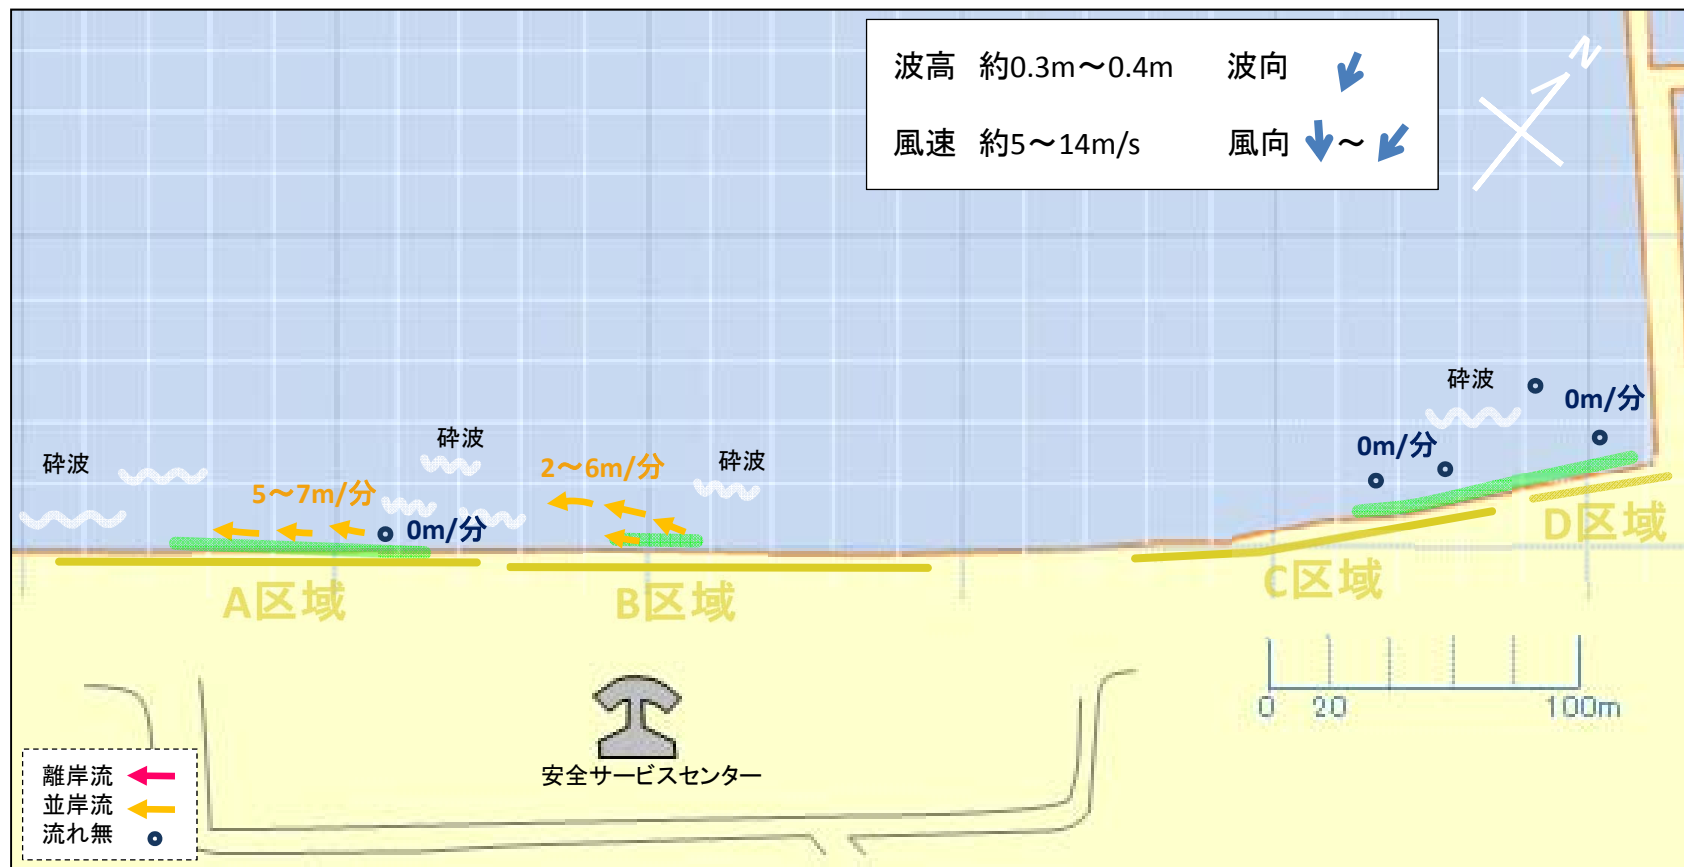 波高 約0.3m～0.4m 波向
風速 約5～14m/s 風向 ～
N
砕波
砕波
砕波
砕波
5～7m/分
0m/分
2～6m/分
0m/分
0m/分
A区域
B区域
C区域
D区域
0 20 100m
安全サービスセンター
離岸流
並岸流
流れ無